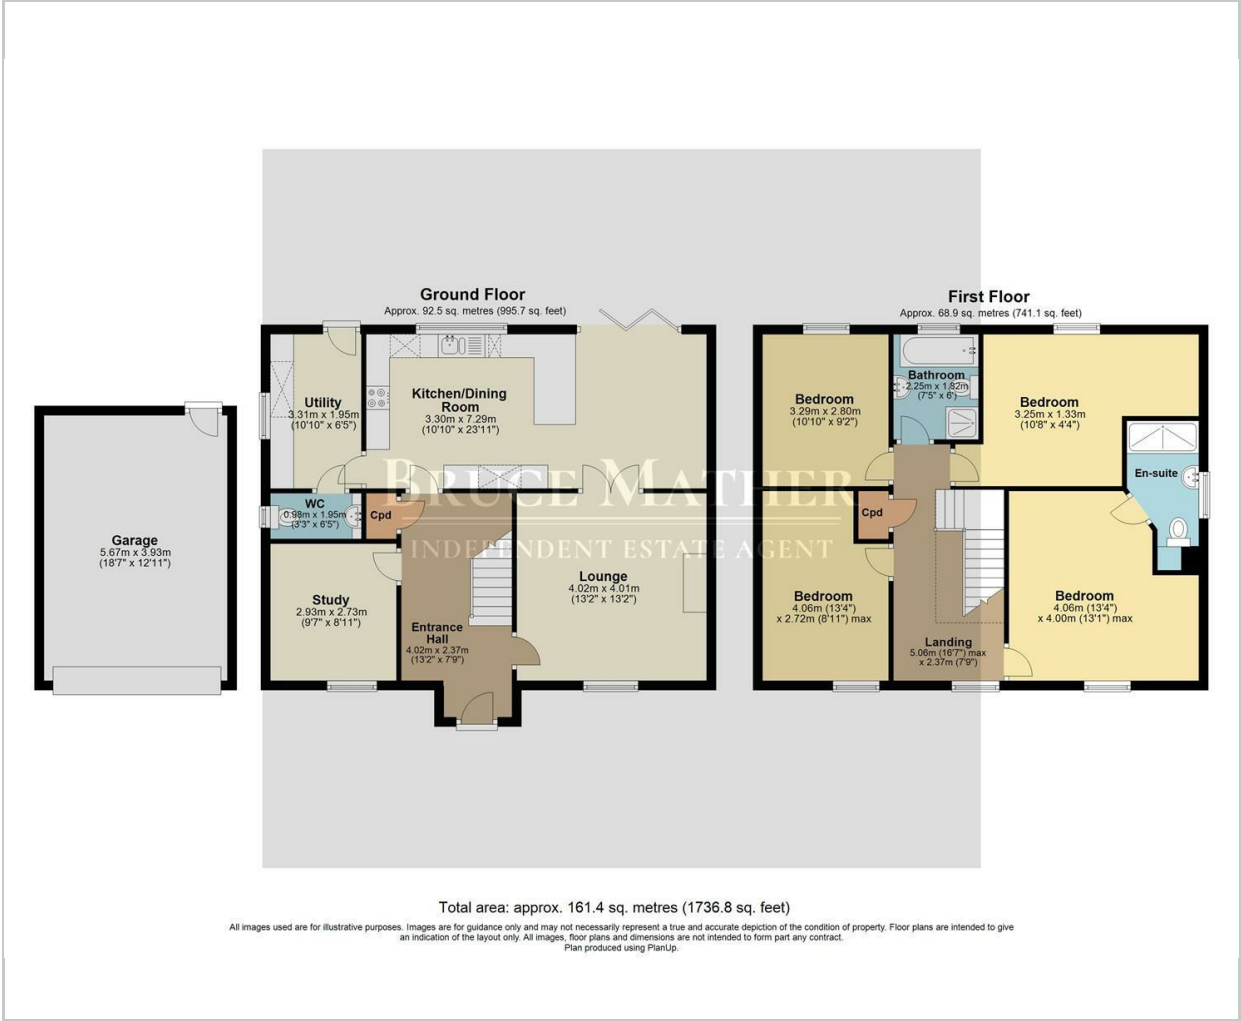 Ground Floor
Approx. 92.5 sq. metres (995.7 sq. feet)
First Floor
Approx. 68.9 sq. metres (741.1 sq. feet)
Utility
3.31m x 1.95m
(10'10" x 6'5")
Kitchen/Dining
Room
3.30m x 7.29m
(10'10" x 23'11")
WC
0.98m x 1.95m
(3'3" x 6'5")
Cpd
Garage
5.67m x 3.93m
(18'7" x 12'11")
Study
2.93m x 2.73m
(9'7" x 8'11")
Entrance
Hall
4.02m x 2.37m
(13'2" x 7'9")
Lounge
4.02m x 4.01m
(13'2" x 13'2")
BRUCE MATHER
INDEPENDENT ESTATE AGENT
Bedroom
3.29m x 2.80m
(10'10" x 9'2")
Bathroom
2.25m x 1.82m
(7'5" x 6')
Bedroom
3.25m x 1.33m
(10'8" x 4'4")
En-suite
Cpd
Bedroom
4.06m (13'4")
x 2.72m (8'11") max
Landing
5.06m (16'7") max
x 2.37m (7'9")
Bedroom
4.06m (13'4")
x 4.00m (13'1") max
Total area: approx. 161.4 sq. metres (1736.8 sq. feet)
All images used are for illustrative purposes. Images are for guidance only and may not necessarily represent a true and accurate depiction of the condition of property. Floor plans are intended to give
an indication of the layout only. All images, floor plans and dimensions are not intended to form part any contract.
Plan produced using PlanUp.